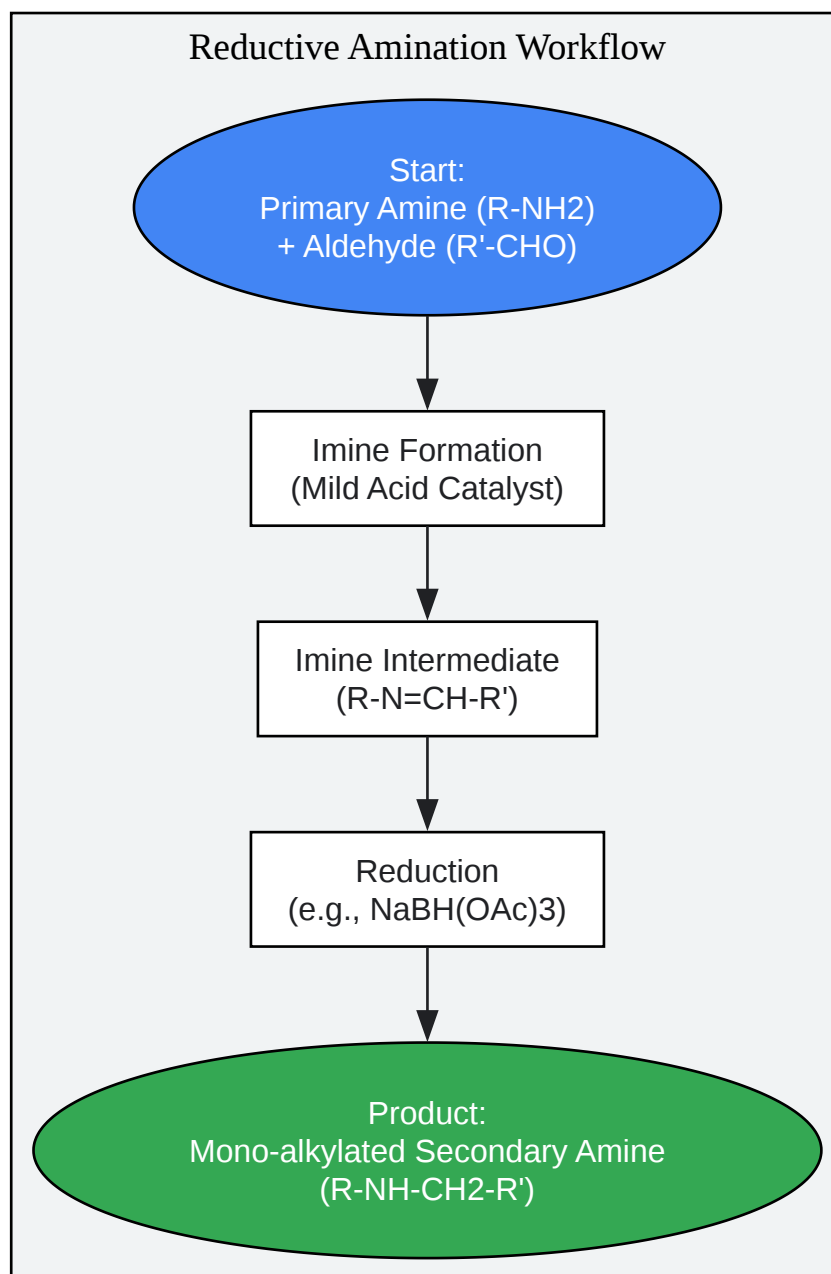 Reductive Amination Workflow
Start:
Primary Amine (R-NH2)
+ Aldehyde (R'-CHO)
Imine Formation
(Mild Acid Catalyst)
Imine Intermediate
(R-N=CH-R')
Reduction
(e.g., NaBH(OAc)3)
Product:
Mono-alkylated Secondary Amine
(R-NH-CH2-R')